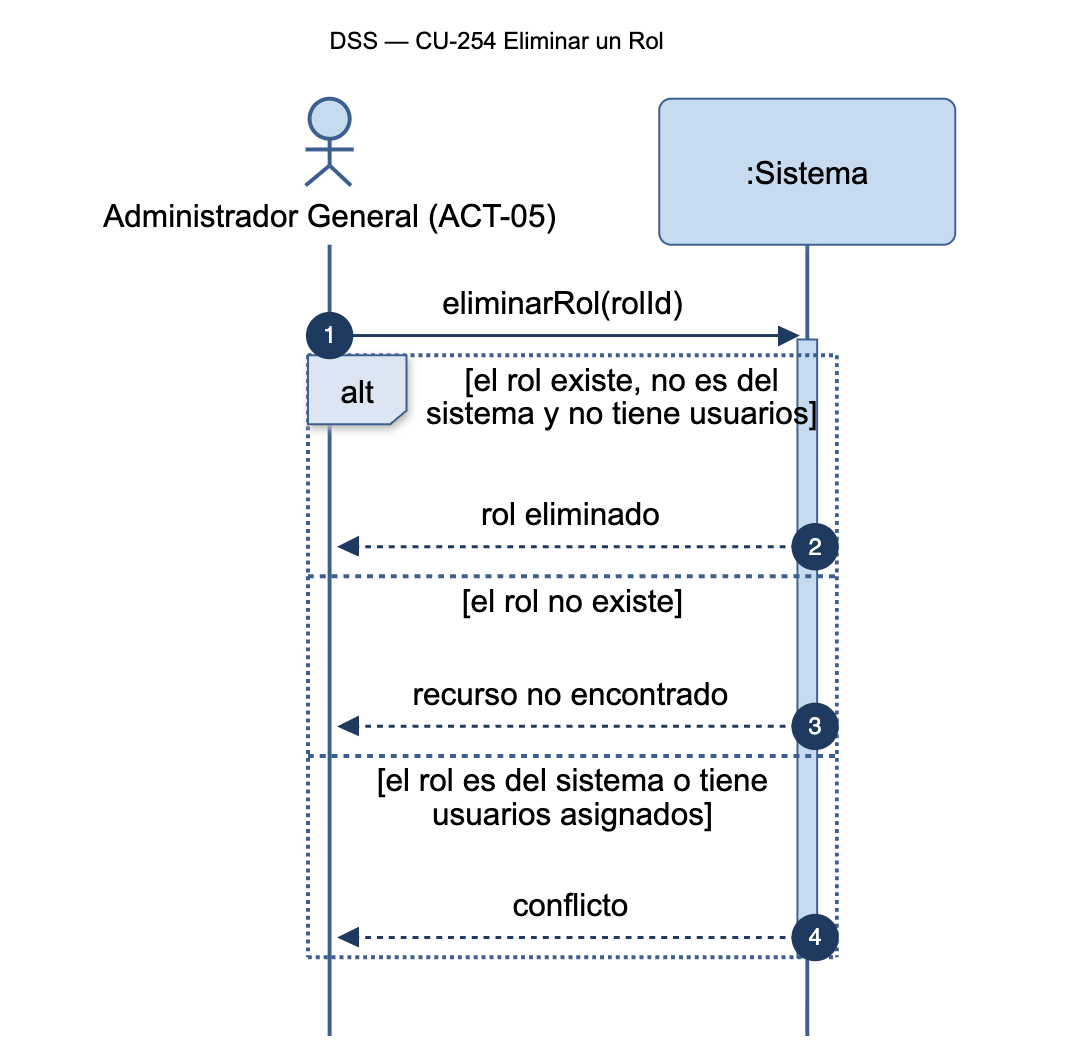 DSS — CU-254 Eliminar un Rol
Administrador General (ACT-05)
:Sistema
eliminarRol(rolId)
1
alt
[el rol existe, no es del
sistema y no tiene usuarios]
rol eliminado
2
[el rol no existe]
recurso no encontrado
3
[el rol es del sistema o tiene
usuarios asignados]
conflicto
4